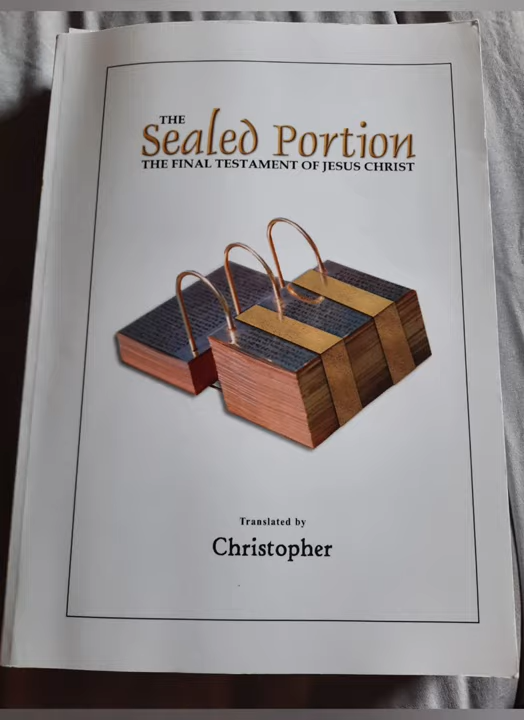 THE
Sealed Portion
THE FINAL TESTAMENT OF JESUS CHRIST
Translated by
Christopher